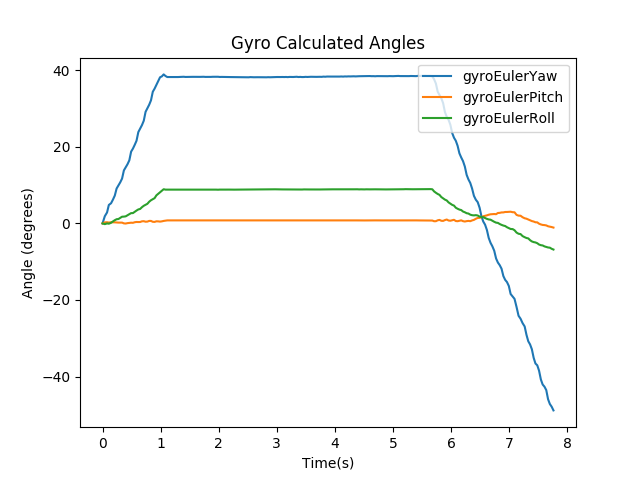 Gyro Calculated Angles
gyroEulerYaw
gyroEulerPitch
gyroEulerRoll
Angle (degrees)
40
20
0
−20
−40
0 1 2 3 4 5 6 7 8
Time(s)